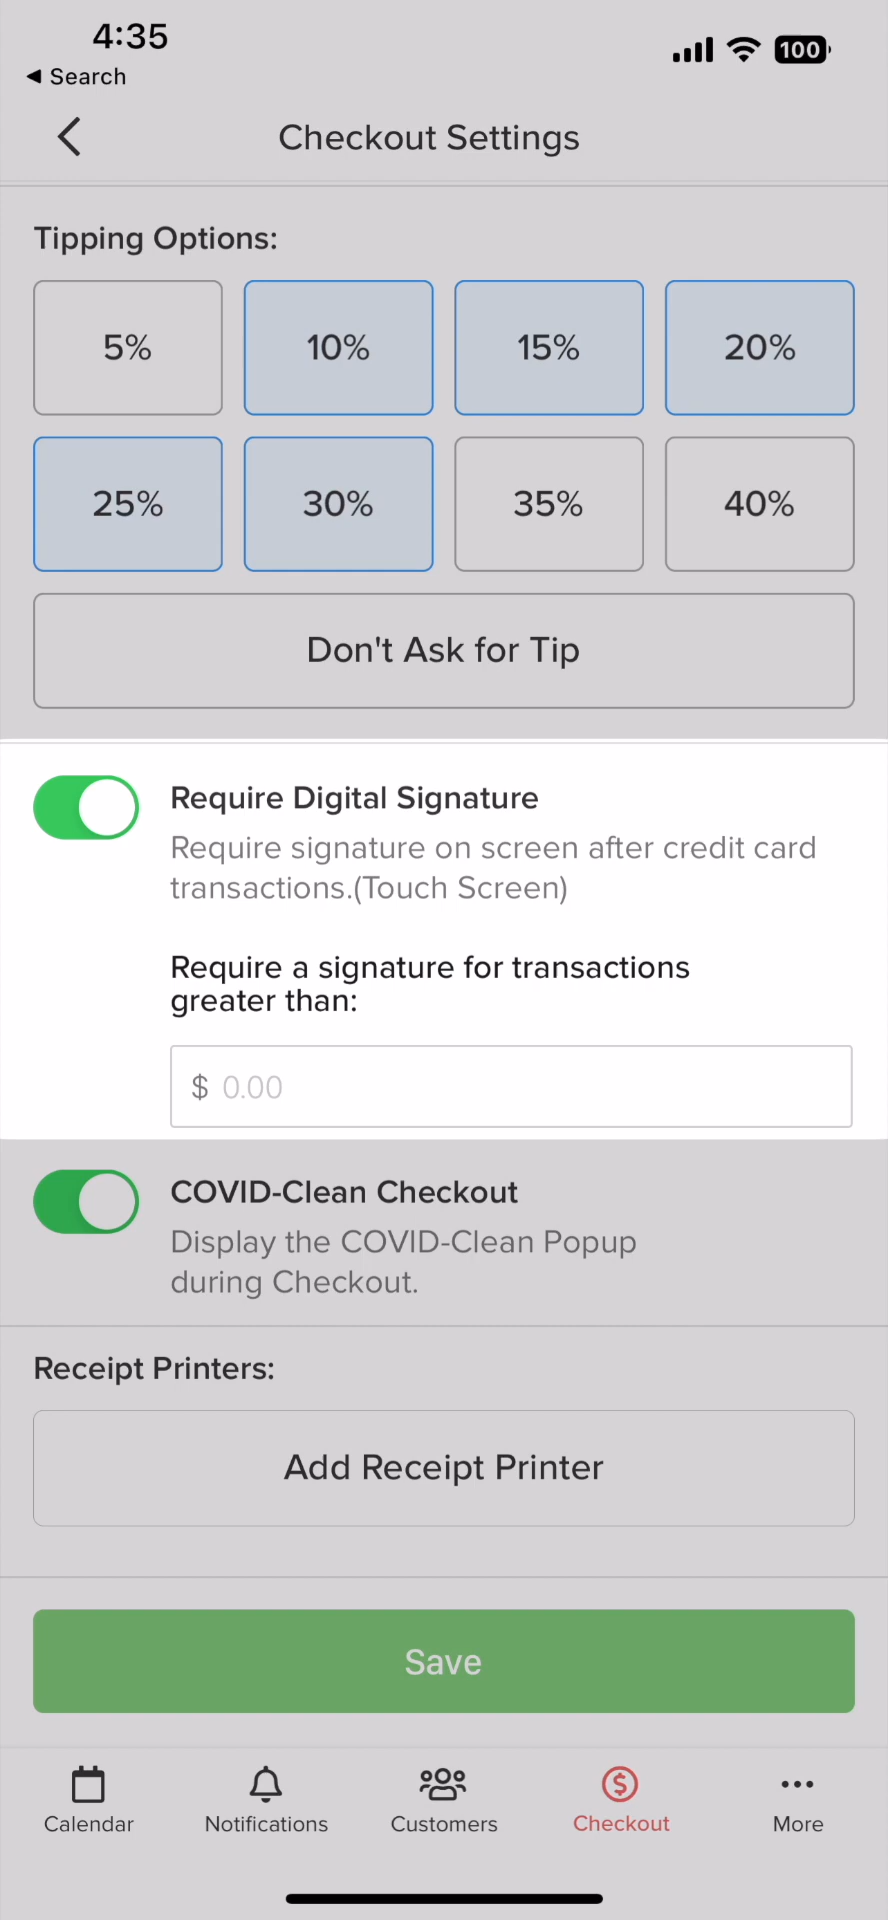 4:35
100
◀ Search
Checkout Settings
Tipping Options:
5%
10%
15%
20%
25%
30%
35%
40%
Don't Ask for Tip
Require Digital Signature
Require signature on screen after credit card
transactions.(Touch Screen)
Require a signature for transactions
greater than:
$ 0.00
COVID-Clean Checkout
Display the COVID-Clean Popup
during Checkout.
Receipt Printers:
Add Receipt Printer
Save
Calendar
Notifications
Customers
Checkout
More